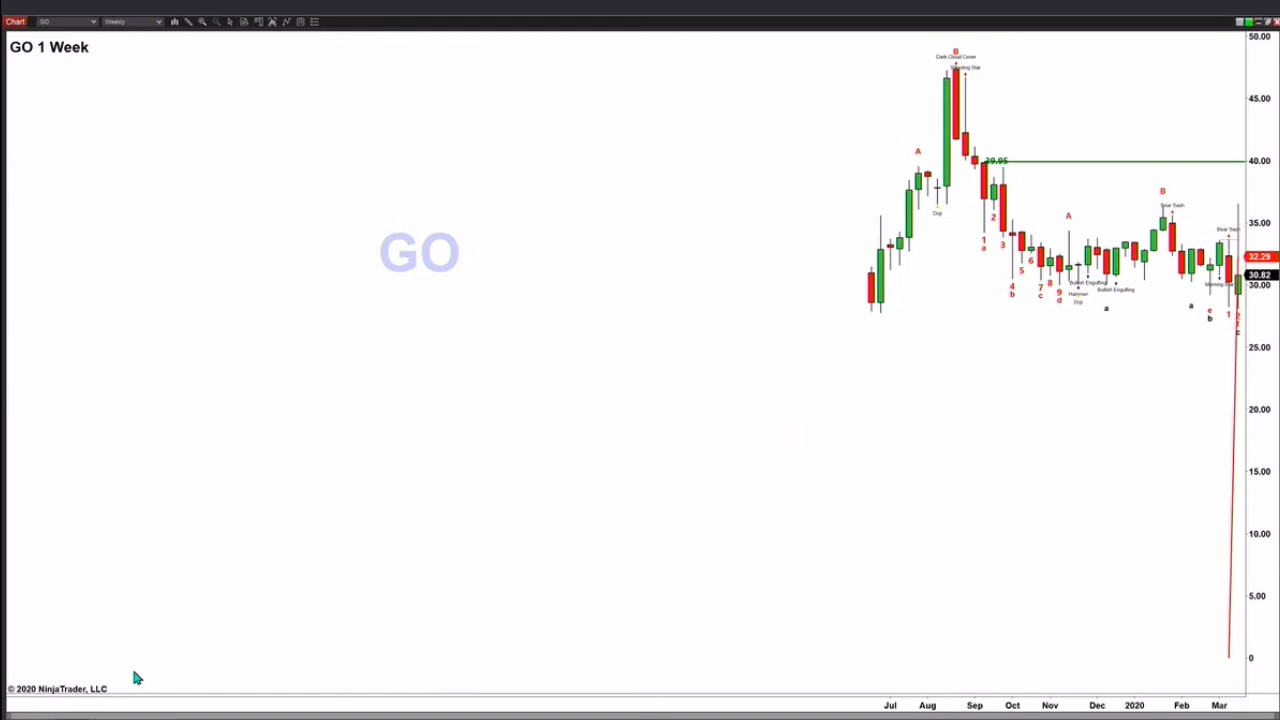 Chart GO Weekly
GO 1 Week
GO
50.00
45.00
40.00
35.00
32.29
30.82
30.00
25.00
20.00
15.00
10.00
5.00
0
B
Dark Cloud Cover
Shooting Star
A
39.95
Doji
2
1
a
3
4
b
5
6
7
c
8
9
d
A
Bullish Engulfing
Hammer
Doji
Bullish Engulfing
a
B
Bear Sash
Bear Sash
Morning Star
a
e
b
1
2
c
© 2020 NinjaTrader, LLC
Jul Aug Sep Oct Nov Dec 2020 Feb Mar